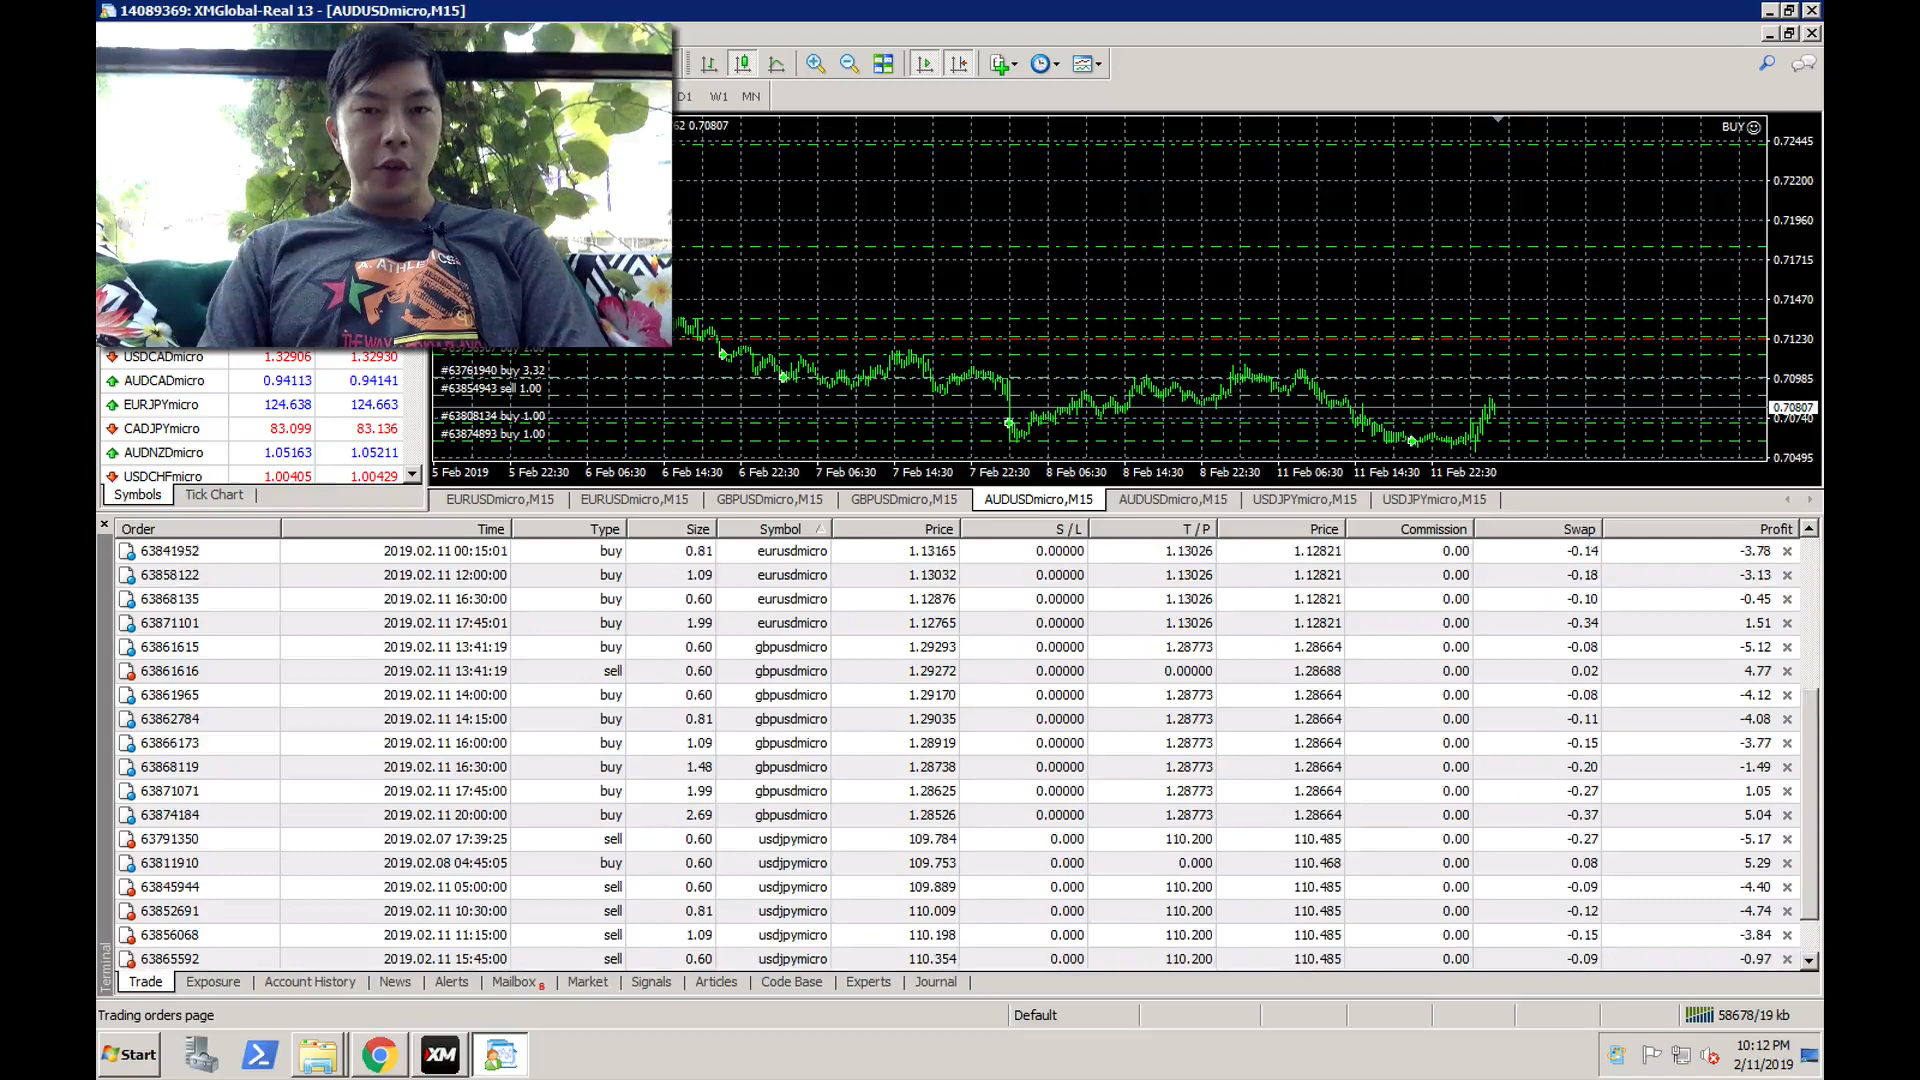 14089369: XMGlobal-Real 13 - [AUDUSDmicro,M15]
D1 W1 MN
62 0.70807
BUY
0.72445
0.72200
0.71960
0.71715
0.71470
0.71230
0.70985
0.70807
0.70740
0.70495
A. ATHLETICS
#63761940 buy 3.32
#63854943 sell 1.00
#63808134 buy 1.00
#63874893 buy 1.00
5 Feb 2019 5 Feb 22:30 6 Feb 06:30 6 Feb 14:30 6 Feb 22:30 7 Feb 06:30 7 Feb 14:30 7 Feb 22:30 8 Feb 06:30 8 Feb 14:30 8 Feb 22:30 11 Feb 06:30 11 Feb 14:30 11 Feb 22:30
USDCADmicro 1.32906 1.32930
AUDCADmicro 0.94113 0.94141
EURJPYmicro 124.638 124.663
CADJPYmicro 83.099 83.136
AUDNZDmicro 1.05163 1.05211
USDCHFmicro 1.00405 1.00429
Symbols Tick Chart
EURUSDmicro,M15 EURUSDmicro,M15 GBPUSDmicro,M15 GBPUSDmicro,M15 AUDUSDmicro,M15 AUDUSDmicro,M15 USDJPYmicro,M15 USDJPYmicro,M15
Order Time Type Size Symbol Price S / L T / P Price Commission Swap Profit
63841952 2019.02.11 00:15:01 buy 0.81 eurusdmicro 1.13165 0.00000 1.13026 1.12821 0.00 -0.14 -3.78
63858122 2019.02.11 12:00:00 buy 1.09 eurusdmicro 1.13032 0.00000 1.13026 1.12821 0.00 -0.18 -3.13
63868135 2019.02.11 16:30:00 buy 0.60 eurusdmicro 1.12876 0.00000 1.13026 1.12821 0.00 -0.10 -0.45
63871101 2019.02.11 17:45:01 buy 1.99 eurusdmicro 1.12765 0.00000 1.13026 1.12821 0.00 -0.34 1.51
63861615 2019.02.11 13:41:19 buy 0.60 gbpusdmicro 1.29293 0.00000 1.28773 1.28664 0.00 -0.08 -5.12
63861616 2019.02.11 13:41:19 sell 0.60 gbpusdmicro 1.29272 0.00000 0.00000 1.28688 0.00 0.02 4.77
63861965 2019.02.11 14:00:00 buy 0.60 gbpusdmicro 1.29170 0.00000 1.28773 1.28664 0.00 -0.08 -4.12
63862784 2019.02.11 14:15:00 buy 0.81 gbpusdmicro 1.29035 0.00000 1.28773 1.28664 0.00 -0.11 -4.08
63866173 2019.02.11 16:00:00 buy 1.09 gbpusdmicro 1.28919 0.00000 1.28773 1.28664 0.00 -0.15 -3.77
63868119 2019.02.11 16:30:00 buy 1.48 gbpusdmicro 1.28738 0.00000 1.28773 1.28664 0.00 -0.20 -1.49
63871071 2019.02.11 17:45:00 buy 1.99 gbpusdmicro 1.28625 0.00000 1.28773 1.28664 0.00 -0.27 1.05
63874184 2019.02.11 20:00:00 buy 2.69 gbpusdmicro 1.28526 0.00000 1.28773 1.28664 0.00 -0.37 5.04
63791350 2019.02.07 17:39:25 sell 0.60 usdjpymicro 109.784 0.000 110.200 110.485 0.00 -0.27 -5.17
63811910 2019.02.08 04:45:05 buy 0.60 usdjpymicro 109.753 0.000 0.000 110.468 0.00 0.08 5.29
63845944 2019.02.11 05:00:00 sell 0.60 usdjpymicro 109.889 0.000 110.200 110.485 0.00 -0.09 -4.40
63852691 2019.02.11 10:30:00 sell 0.81 usdjpymicro 110.009 0.000 110.200 110.485 0.00 -0.12 -4.74
63856068 2019.02.11 11:15:00 sell 1.09 usdjpymicro 110.198 0.000 110.200 110.485 0.00 -0.15 -3.84
63865592 2019.02.11 15:45:00 sell 0.60 usdjpymicro 110.354 0.000 110.200 110.485 0.00 -0.09 -0.97
Terminal
Trade Exposure Account History News Alerts Mailbox 8 Market Signals Articles Code Base Experts Journal
Trading orders page Default 58678/19 kb
Start XM 10:12 PM
2/11/2019